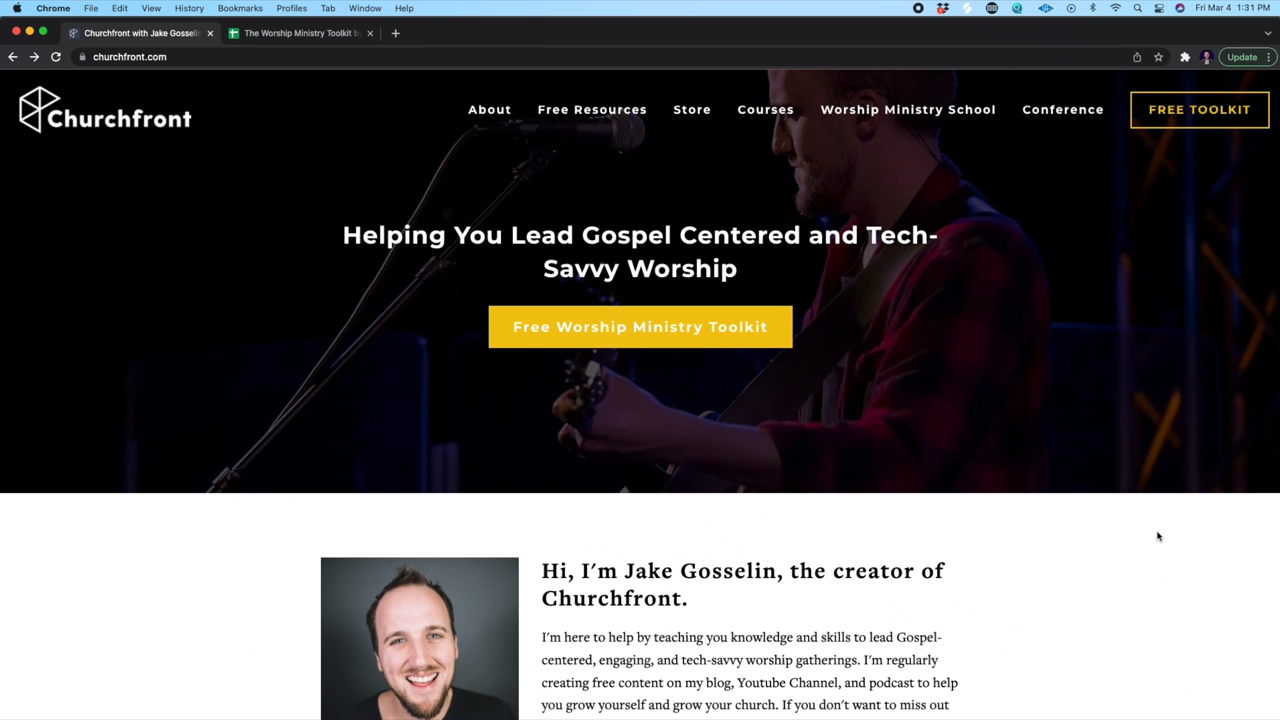 Chrome File Edit View History Bookmarks Profiles Tab Window Help Fri Mar 4 1:31 PM
Churchfront with Jake Gosselin The Worship Ministry Toolkit b
churchfront.com Update
Churchfront About Free Resources Store Courses Worship Ministry School Conference FREE TOOLKIT
Helping You Lead Gospel Centered and Tech-
Savvy Worship
Free Worship Ministry Toolkit
Hi, I'm Jake Gosselin, the creator of
Churchfront.
I'm here to help by teaching you knowledge and skills to lead Gospel-
centered, engaging, and tech-savvy worship gatherings. I'm regularly
creating free content on my blog, Youtube Channel, and podcast to help
you grow yourself and grow your church. If you don't want to miss out